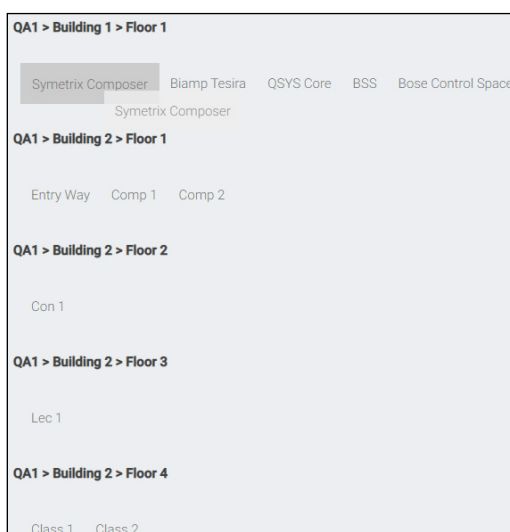 QA1 > Building 1 > Floor 1
Symetrix Composer Biamp Tesira QSYS Core BSS Bose Control Space
Symetrix Composer
QA1 > Building 2 > Floor 1
Entry Way Comp 1 Comp 2
QA1 > Building 2 > Floor 2
Con 1
QA1 > Building 2 > Floor 3
Lec 1
QA1 > Building 2 > Floor 4
Class 1 Class 2